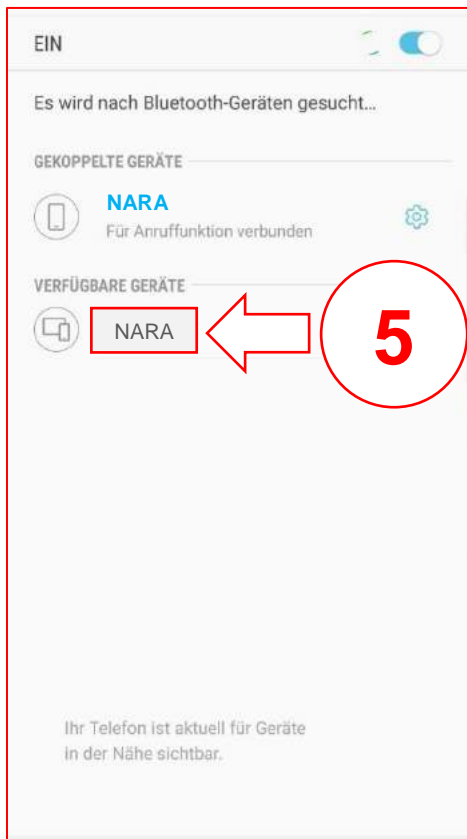 EIN
Es wird nach Bluetooth-Geräten gesucht...
GEKOPPELTE GERÄTE
NARA
Für Anruffunktion verbunden
VERFÜGBARE GERÄTE
NARA
5
Ihr Telefon ist aktuell für Geräte
in der Nähe sichtbar.